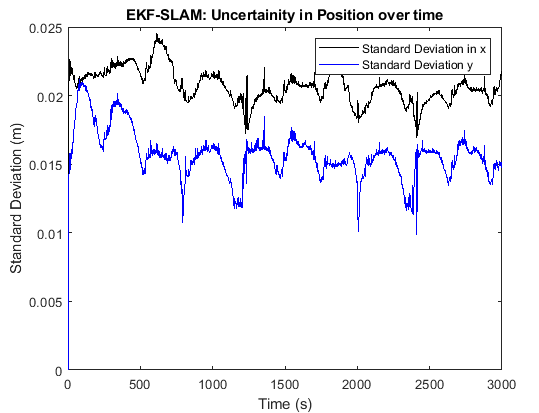 EKF-SLAM: Uncertainity in Position over time
Standard Deviation in x
Standard Deviation y
Standard Deviation (m)
0.025
0.02
0.015
0.01
0.005
0
0 500 1000 1500 2000 2500 3000
Time (s)